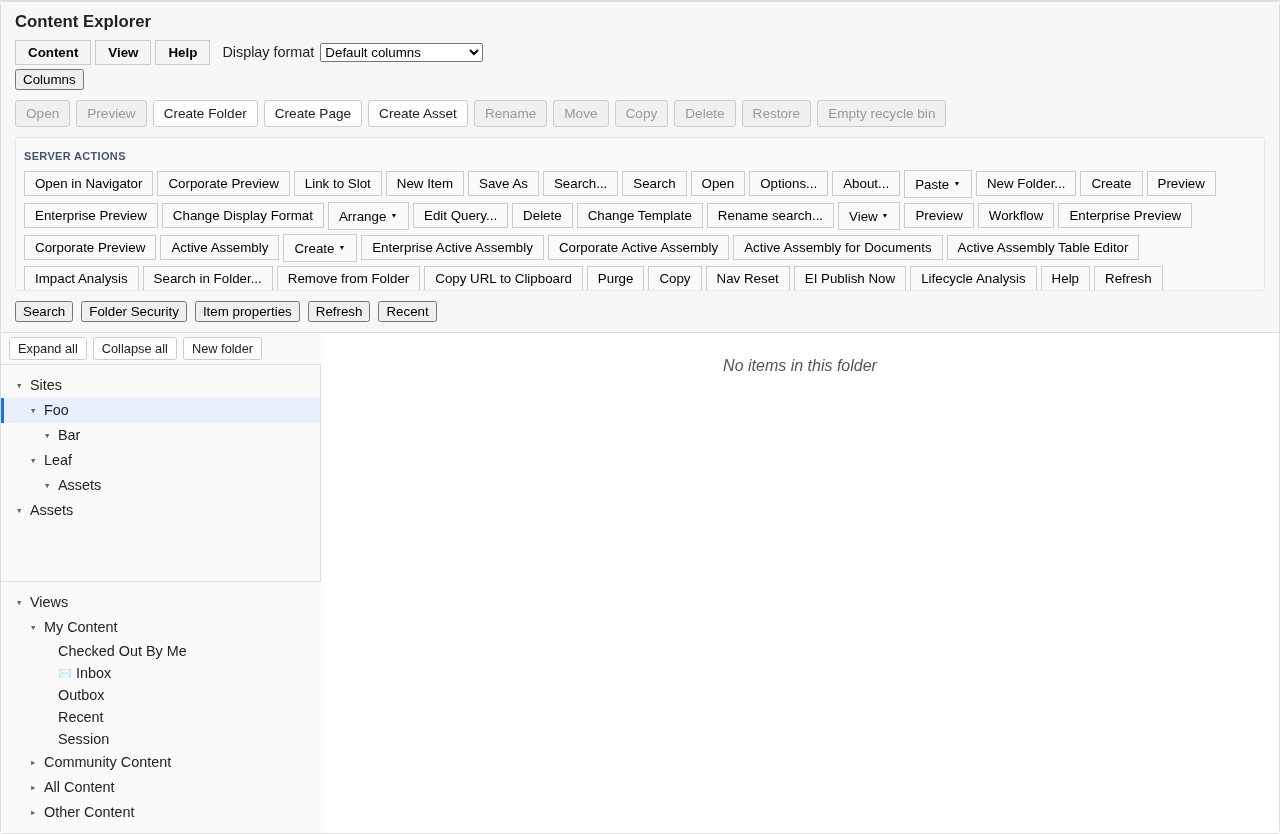 Content Explorer
Content View Help Display format Default columns
Columns
Open Preview Create Folder Create Page Create Asset Rename Move Copy Delete Restore Empty recycle bin
SERVER ACTIONS
Open in Navigator Corporate Preview Link to Slot New Item Save As Search... Search Open Options... About... Paste New Folder... Create Preview
Enterprise Preview Change Display Format Arrange Edit Query... Delete Change Template Rename search... View Preview Workflow Enterprise Preview
Corporate Preview Active Assembly Create Enterprise Active Assembly Corporate Active Assembly Active Assembly for Documents Active Assembly Table Editor
Impact Analysis Search in Folder... Remove from Folder Copy URL to Clipboard Purge Copy Nav Reset EI Publish Now Lifecycle Analysis Help Refresh
Search Folder Security Item properties Refresh Recent
Expand all Collapse all New folder
No items in this folder
Sites
Foo
Bar
Leaf
Assets
Assets
Views
My Content
Checked Out By Me
Inbox
Outbox
Recent
Session
Community Content
All Content
Other Content